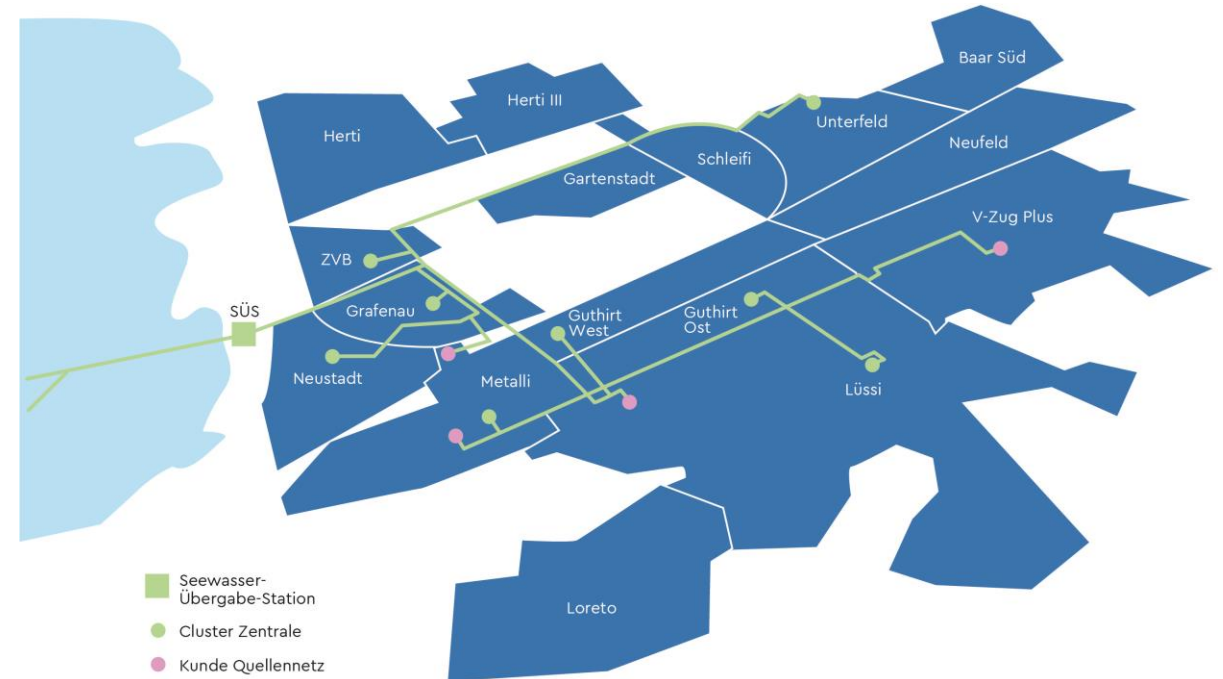 Baar Süd
Herti III
Herti
Unterfeld
Neufeld
Schleifi
Gartenstadt
V-Zug Plus
ZVB
SÜS
Grafenau
Guthirt
West
Guthirt
Ost
Neustadt
Metalli
Lüssi
Loreto
Seewasser-
Übergabe-Station
Cluster Zentrale
Kunde Quellennetz